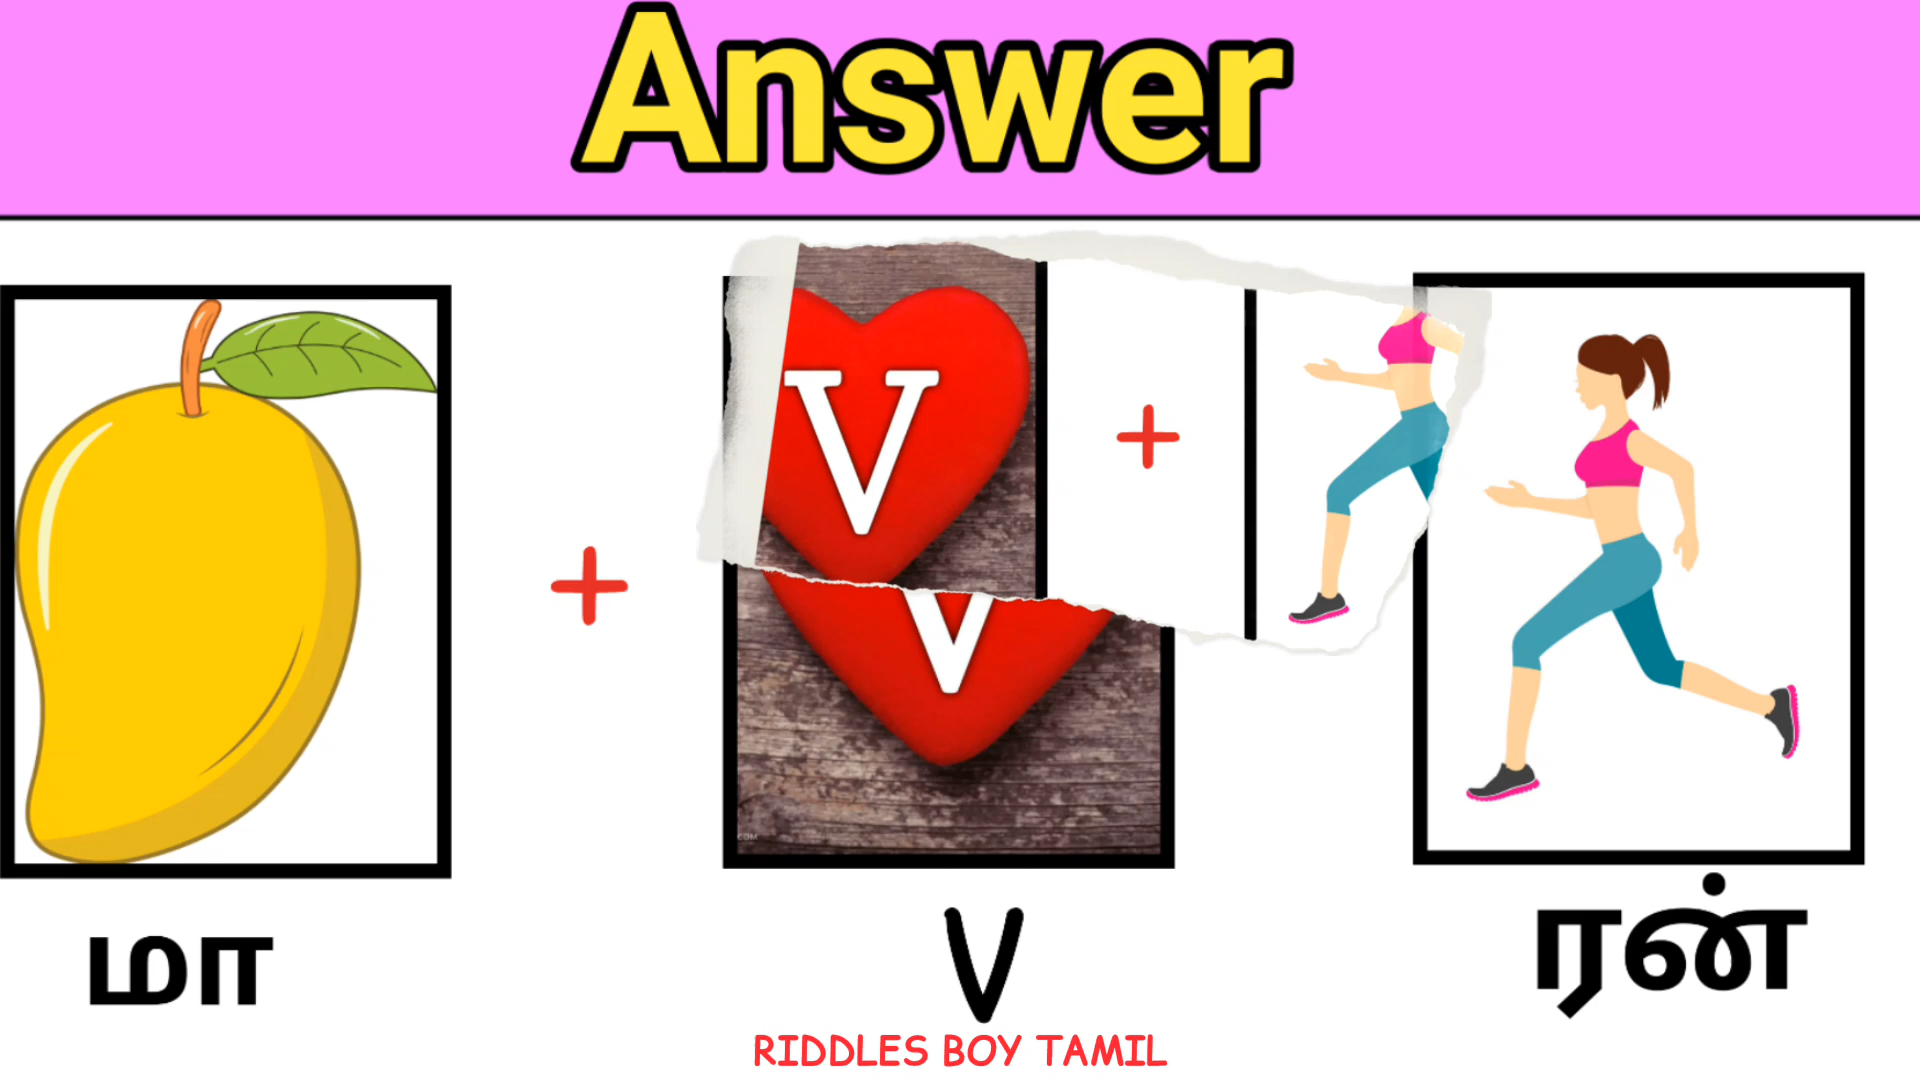 Answer
V
+
+
V
மா
V
ரன்
RIDDLES BOY TAMIL